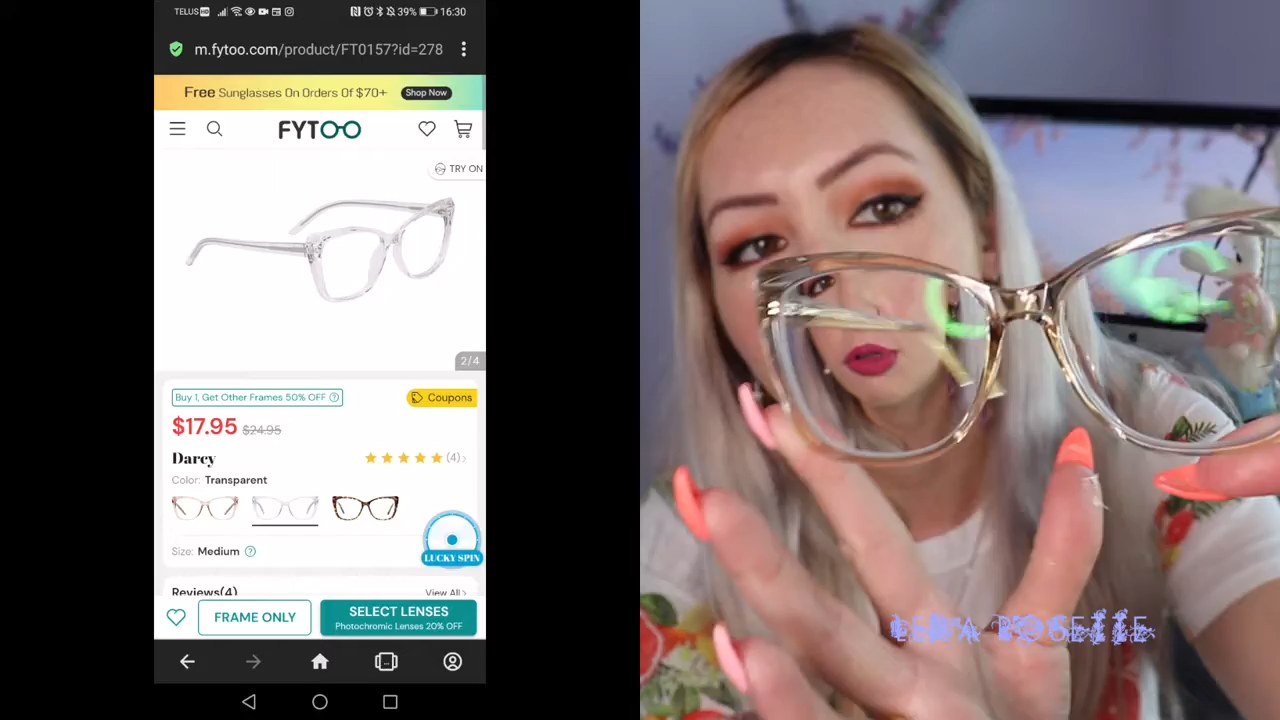 TELUS HD 39% 16:30
m.fytoo.com/product/FT0157?id=278
Free Sunglasses On Orders Of $70+ Shop Now
FYTOO
TRY ON
2/4
Buy 1, Get Other Frames 50% OFF
Coupons
$17.95 $24.95
Darcy (4)
Color: Transparent
Size: Medium
LUCKY SPIN
Reviews(4) View All
FRAME ONLY
SELECT LENSES
Photochromic Lenses 20% OFF